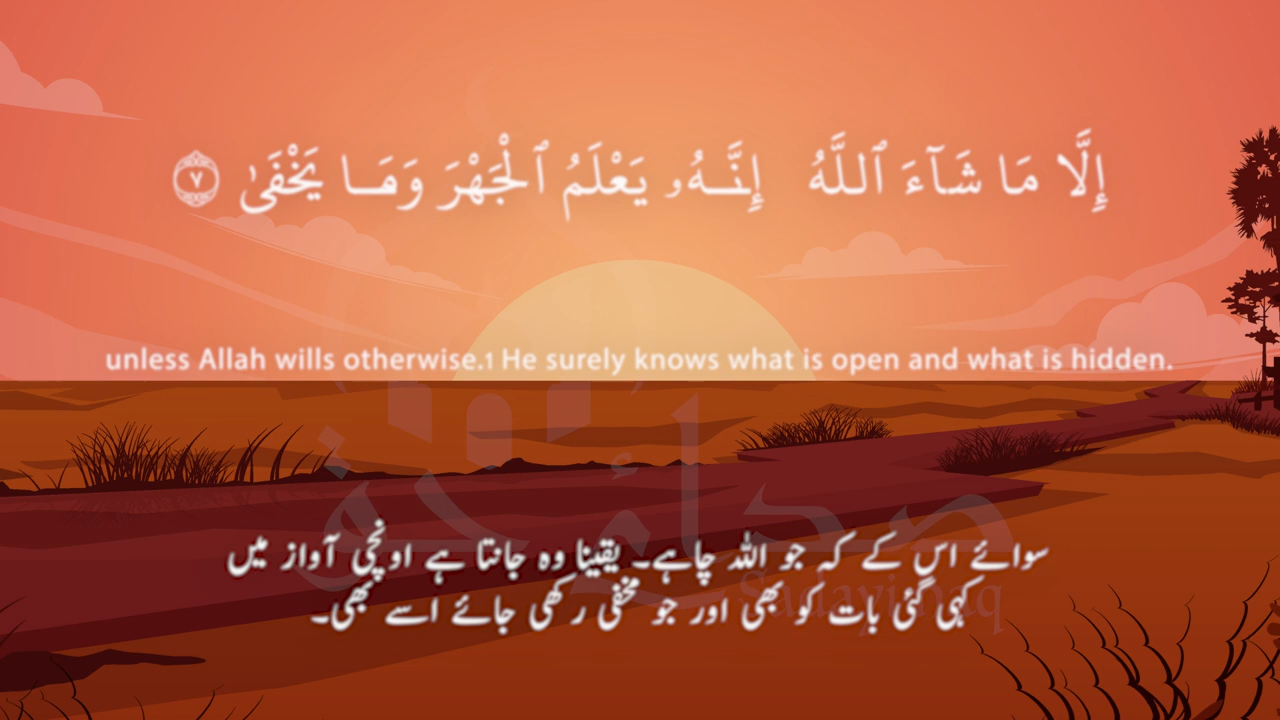 إِلَّا مَا شَآءَ ٱللَّهُ إِنَّهُۥ يَعْلَمُ ٱلْجَهْرَ وَمَا يَخْفَىٰ ٧
unless Allah wills otherwise.1 He surely knows what is open and what is hidden.
سوائے اس کے کہ جو اللہ چاہے۔ یقینا وہ جانتا ہے اونچی آواز میں
کہی گئی بات کو بھی اور جو مخفی رکھی جائے اسے بھی۔